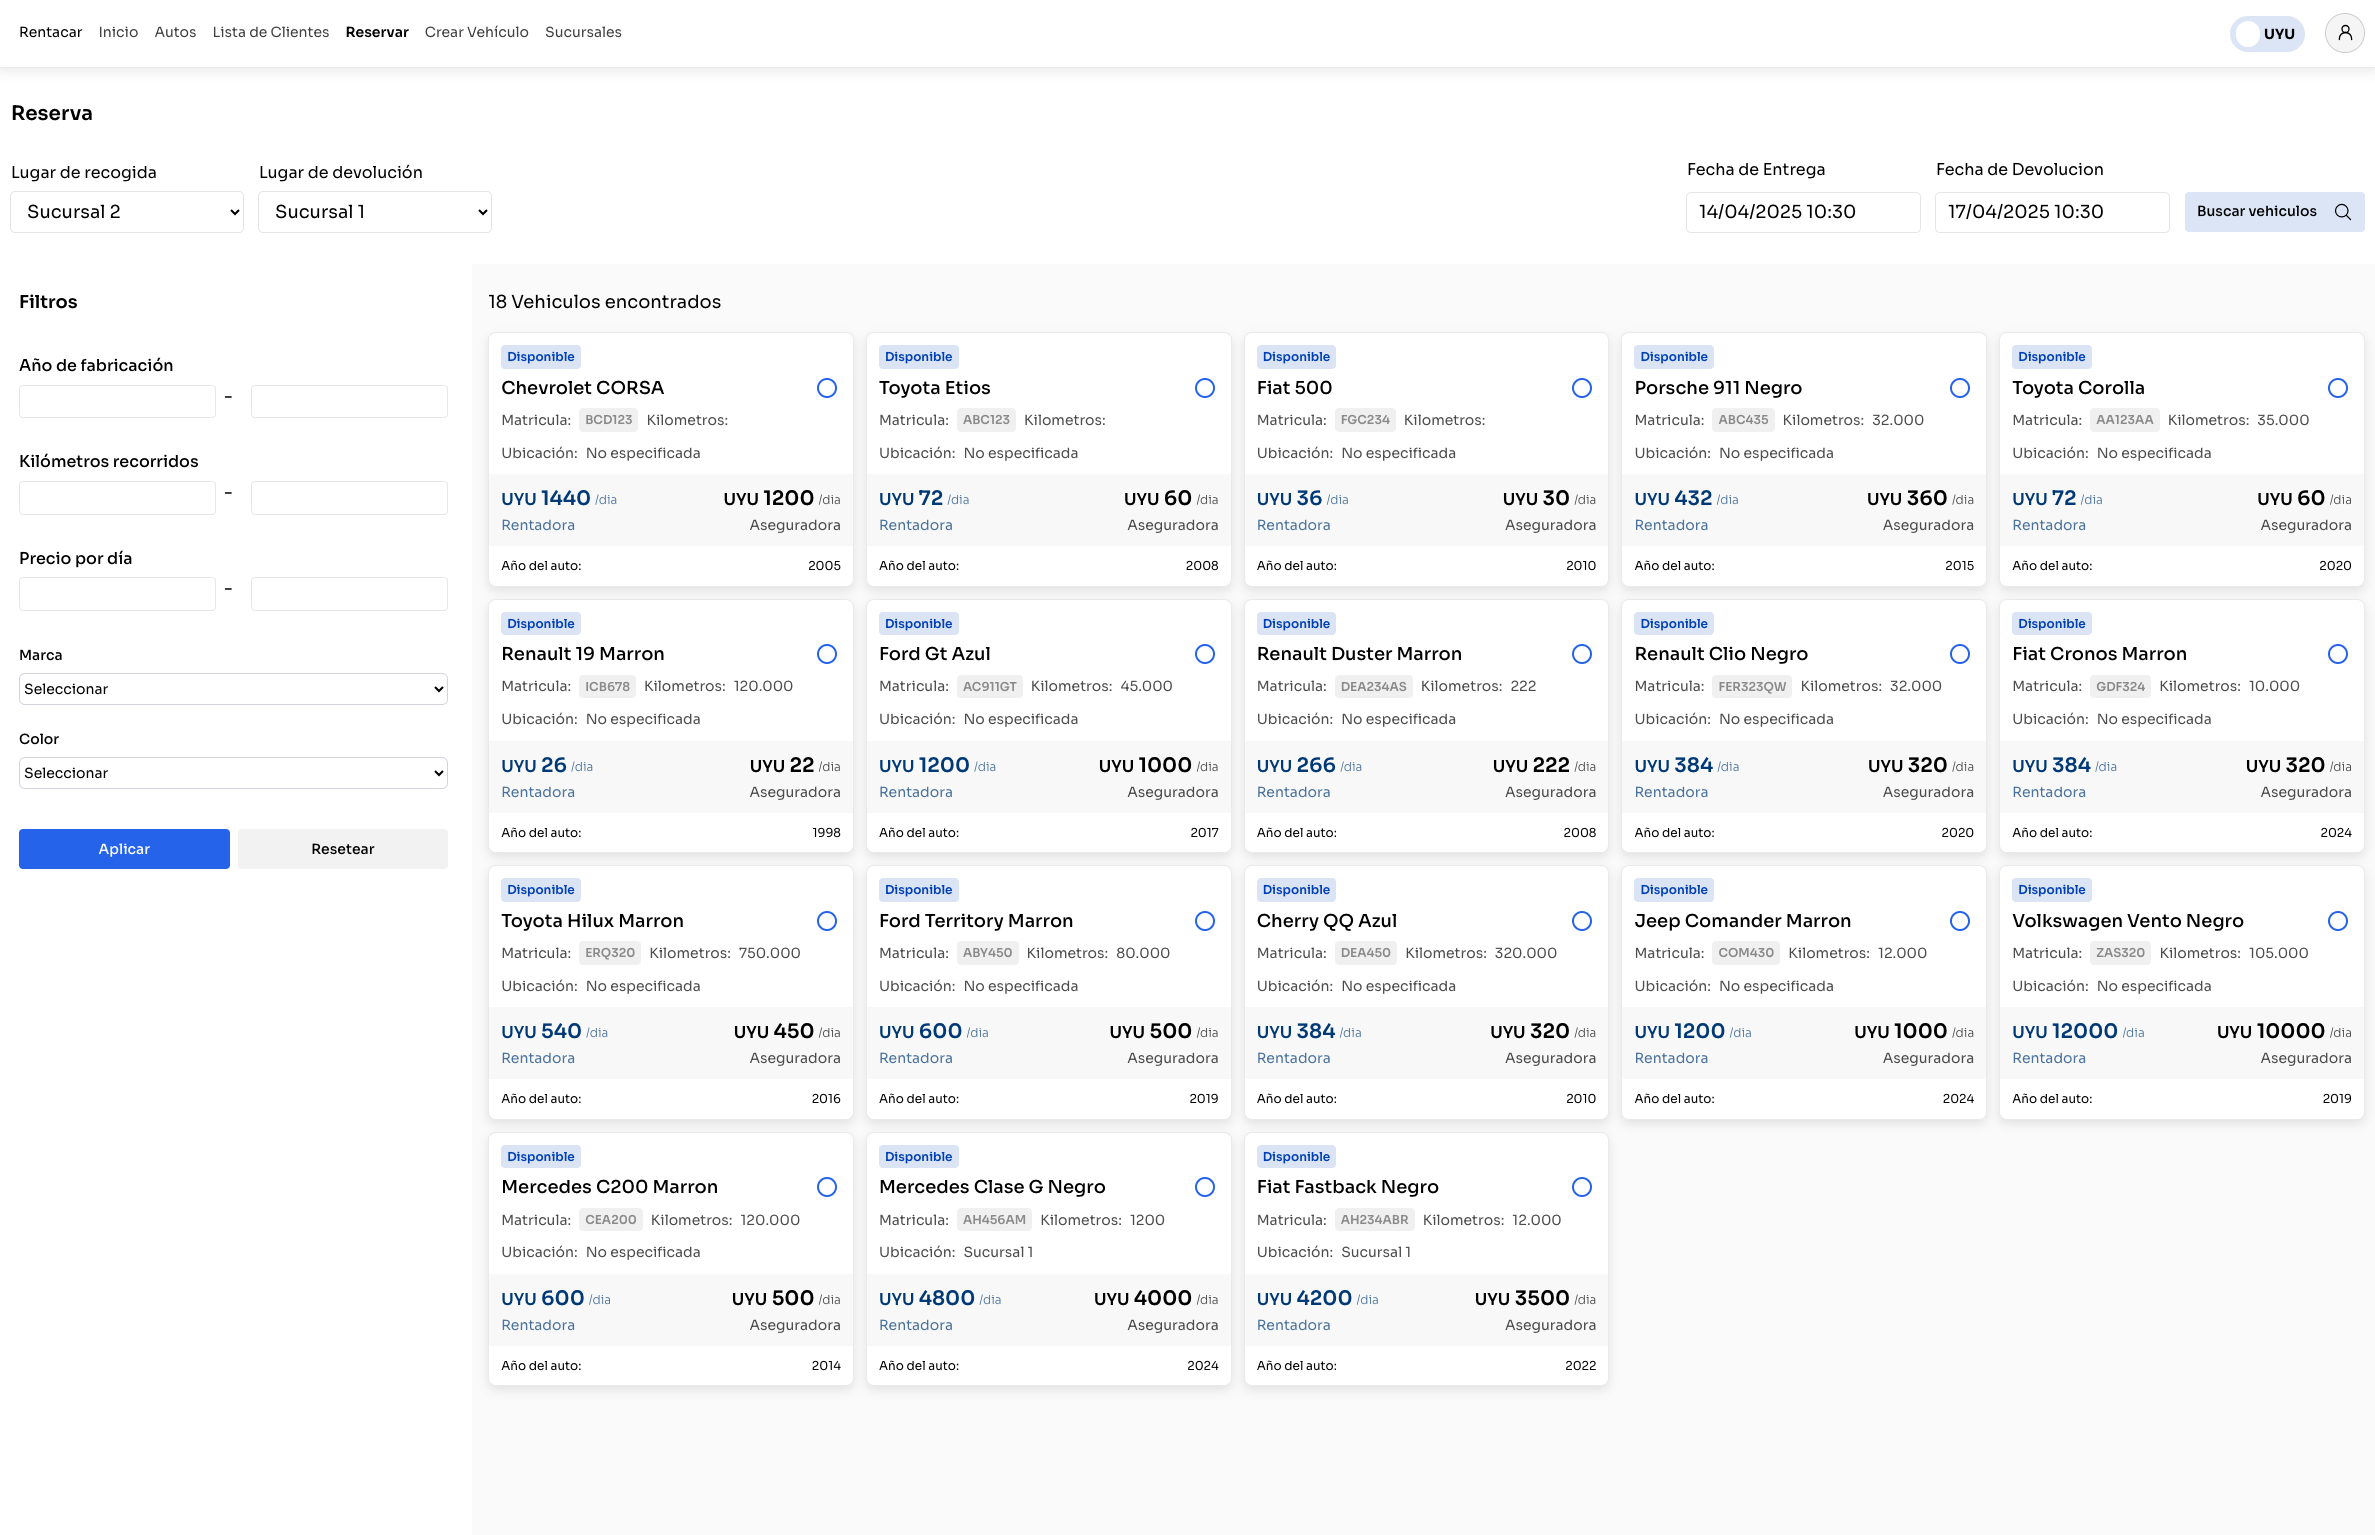 Rentacar Inicio Autos Lista de Clientes Reservar Crear Vehículo Sucursales UYU
Reserva
Lugar de recogida Lugar de devolución Fecha de Entrega Fecha de Devolucion
Sucursal 2 Sucursal 1 14/04/2025 10:30 17/04/2025 10:30 Buscar vehiculos
Filtros
Año de fabricación
-
Kilómetros recorridos
-
Precio por día
-
Marca
Seleccionar
Color
Seleccionar
Aplicar Resetear
18 Vehiculos encontrados
Disponible
Chevrolet CORSA
Matricula: BCD123 Kilometros:
Ubicación: No especificada
UYU 1440 /dia UYU 1200 /dia
Rentadora Aseguradora
Año del auto: 2005
Disponible
Toyota Etios
Matricula: ABC123 Kilometros:
Ubicación: No especificada
UYU 72 /dia UYU 60 /dia
Rentadora Aseguradora
Año del auto: 2008
Disponible
Fiat 500
Matricula: FGC234 Kilometros:
Ubicación: No especificada
UYU 36 /dia UYU 30 /dia
Rentadora Aseguradora
Año del auto: 2010
Disponible
Porsche 911 Negro
Matricula: ABC435 Kilometros: 32.000
Ubicación: No especificada
UYU 432 /dia UYU 360 /dia
Rentadora Aseguradora
Año del auto: 2015
Disponible
Toyota Corolla
Matricula: AA123AA Kilometros: 35.000
Ubicación: No especificada
UYU 72 /dia UYU 60 /dia
Rentadora Aseguradora
Año del auto: 2020
Disponible
Renault 19 Marron
Matricula: ICB678 Kilometros: 120.000
Ubicación: No especificada
UYU 26 /dia UYU 22 /dia
Rentadora Aseguradora
Año del auto: 1998
Disponible
Ford Gt Azul
Matricula: AC911GT Kilometros: 45.000
Ubicación: No especificada
UYU 1200 /dia UYU 1000 /dia
Rentadora Aseguradora
Año del auto: 2017
Disponible
Renault Duster Marron
Matricula: DEA234AS Kilometros: 222
Ubicación: No especificada
UYU 266 /dia UYU 222 /dia
Rentadora Aseguradora
Año del auto: 2008
Disponible
Renault Clio Negro
Matricula: FER323QW Kilometros: 32.000
Ubicación: No especificada
UYU 384 /dia UYU 320 /dia
Rentadora Aseguradora
Año del auto: 2020
Disponible
Fiat Cronos Marron
Matricula: GDF324 Kilometros: 10.000
Ubicación: No especificada
UYU 384 /dia UYU 320 /dia
Rentadora Aseguradora
Año del auto: 2024
Disponible
Toyota Hilux Marron
Matricula: ERQ320 Kilometros: 750.000
Ubicación: No especificada
UYU 540 /dia UYU 450 /dia
Rentadora Aseguradora
Año del auto: 2016
Disponible
Ford Territory Marron
Matricula: ABY450 Kilometros: 80.000
Ubicación: No especificada
UYU 600 /dia UYU 500 /dia
Rentadora Aseguradora
Año del auto: 2019
Disponible
Cherry QQ Azul
Matricula: DEA450 Kilometros: 320.000
Ubicación: No especificada
UYU 384 /dia UYU 320 /dia
Rentadora Aseguradora
Año del auto: 2010
Disponible
Jeep Comander Marron
Matricula: COM430 Kilometros: 12.000
Ubicación: No especificada
UYU 1200 /dia UYU 1000 /dia
Rentadora Aseguradora
Año del auto: 2024
Disponible
Volkswagen Vento Negro
Matricula: ZAS320 Kilometros: 105.000
Ubicación: No especificada
UYU 12000 /dia UYU 10000 /dia
Rentadora Aseguradora
Año del auto: 2019
Disponible
Mercedes C200 Marron
Matricula: CEA200 Kilometros: 120.000
Ubicación: No especificada
UYU 600 /dia UYU 500 /dia
Rentadora Aseguradora
Año del auto: 2014
Disponible
Mercedes Clase G Negro
Matricula: AH456AM Kilometros: 1200
Ubicación: Sucursal 1
UYU 4800 /dia UYU 4000 /dia
Rentadora Aseguradora
Año del auto: 2024
Disponible
Fiat Fastback Negro
Matricula: AH234ABR Kilometros: 12.000
Ubicación: Sucursal 1
UYU 4200 /dia UYU 3500 /dia
Rentadora Aseguradora
Año del auto: 2022